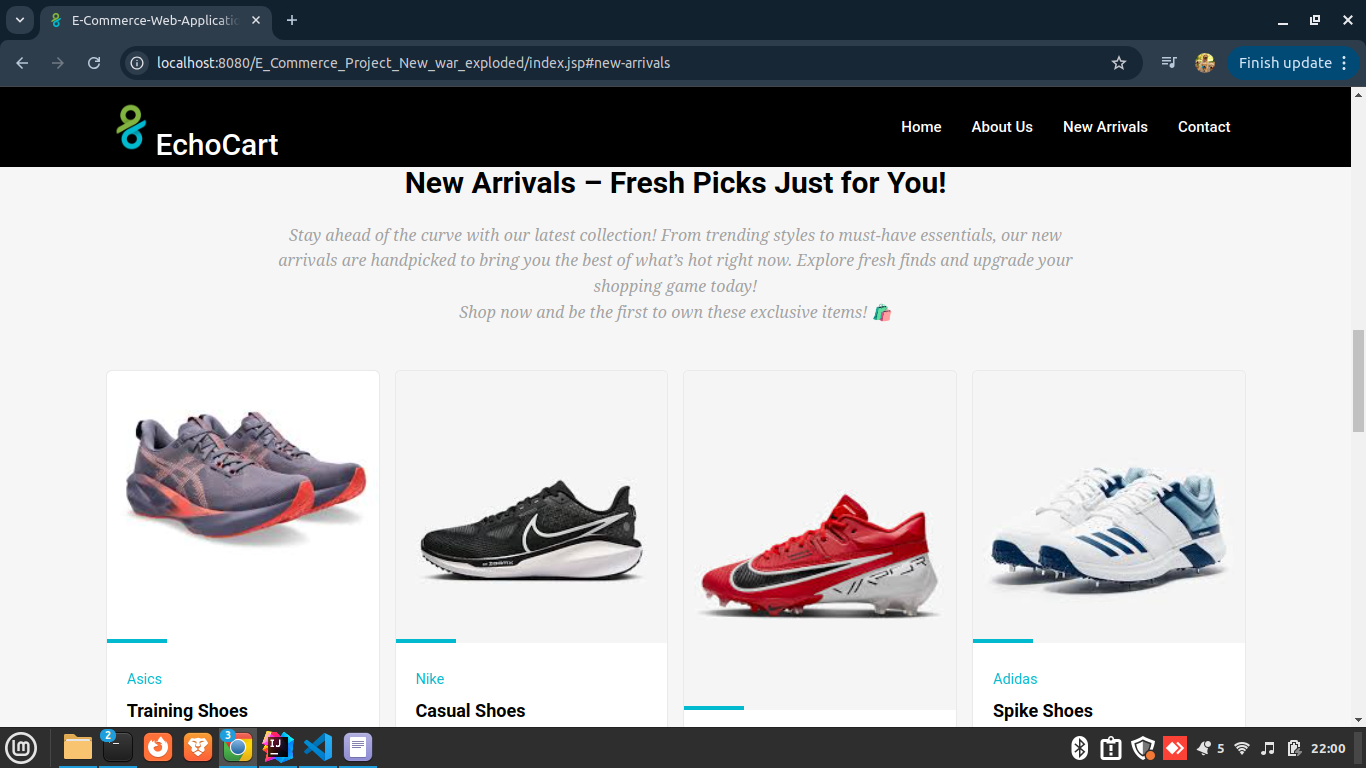 E-Commerce-Web-Applicatio
localhost:8080/E_Commerce_Project_New_war_exploded/index.jsp#new-arrivals
Finish update
EchoCart
Home
About Us
New Arrivals
Contact
New Arrivals – Fresh Picks Just for You!
Stay ahead of the curve with our latest collection! From trending styles to must-have essentials, our new
arrivals are handpicked to bring you the best of what’s hot right now. Explore fresh finds and upgrade your
shopping game today!
Shop now and be the first to own these exclusive items! 🛍️
Asics
Nike
Adidas
Training Shoes
Casual Shoes
Spike Shoes
2
3
IJ
5
22:00